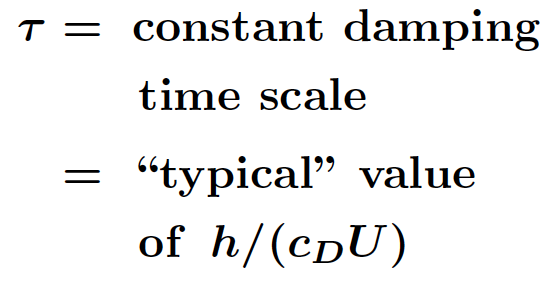 τ = constant damping
time scale
= “typical” value
of h/(c_D U)